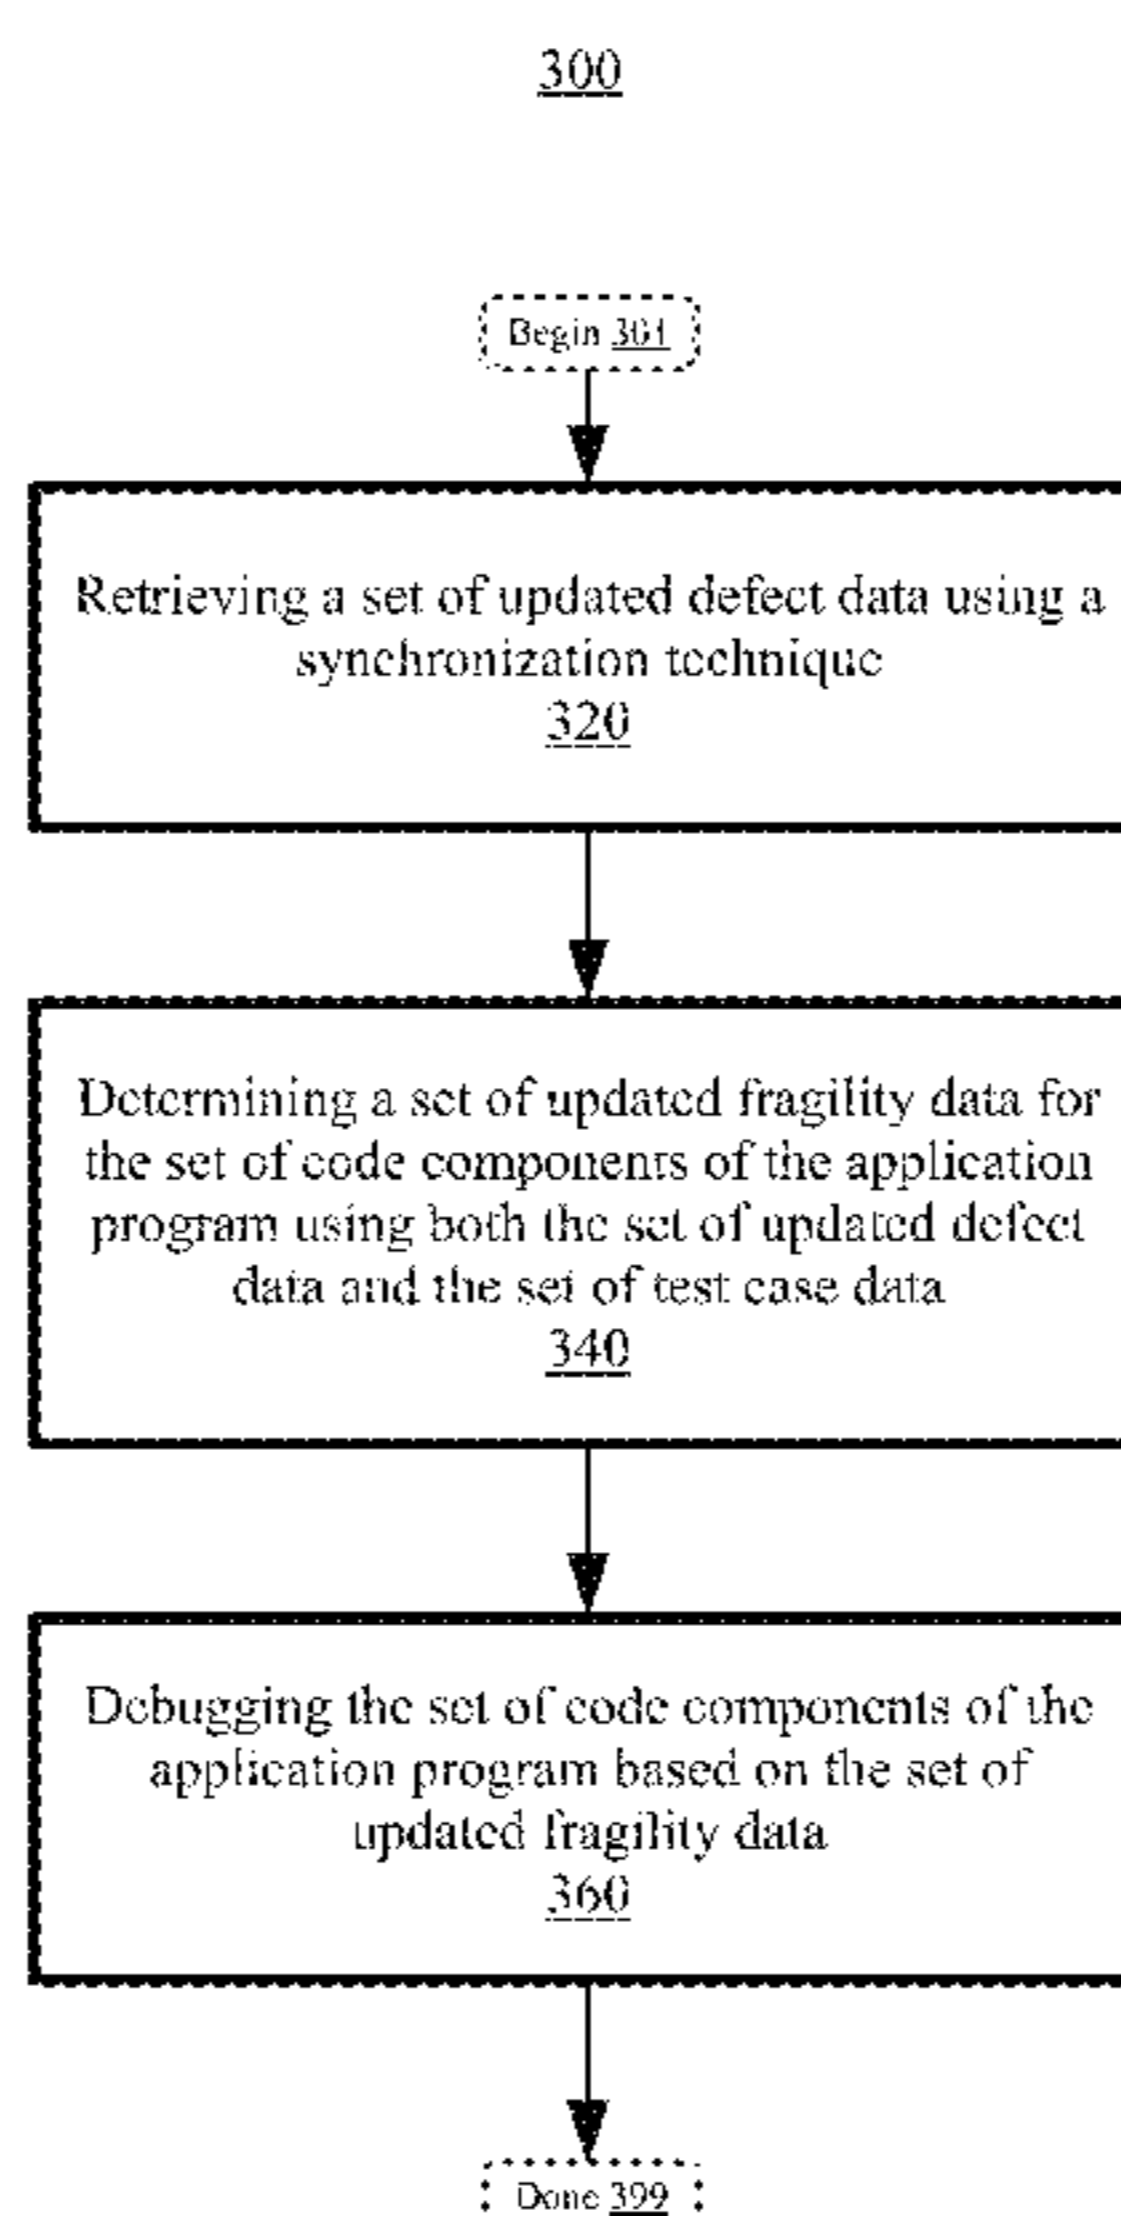 300
Begin 301
Retrieving a set of updated defect data using a
synchronization technique
320
Determining a set of updated fragility data for
the set of code components of the application
program using both the set of updated defect
data and the set of test case data
340
Debugging the set of code components of the
application program based on the set of
updated fragility data
360
Done 399